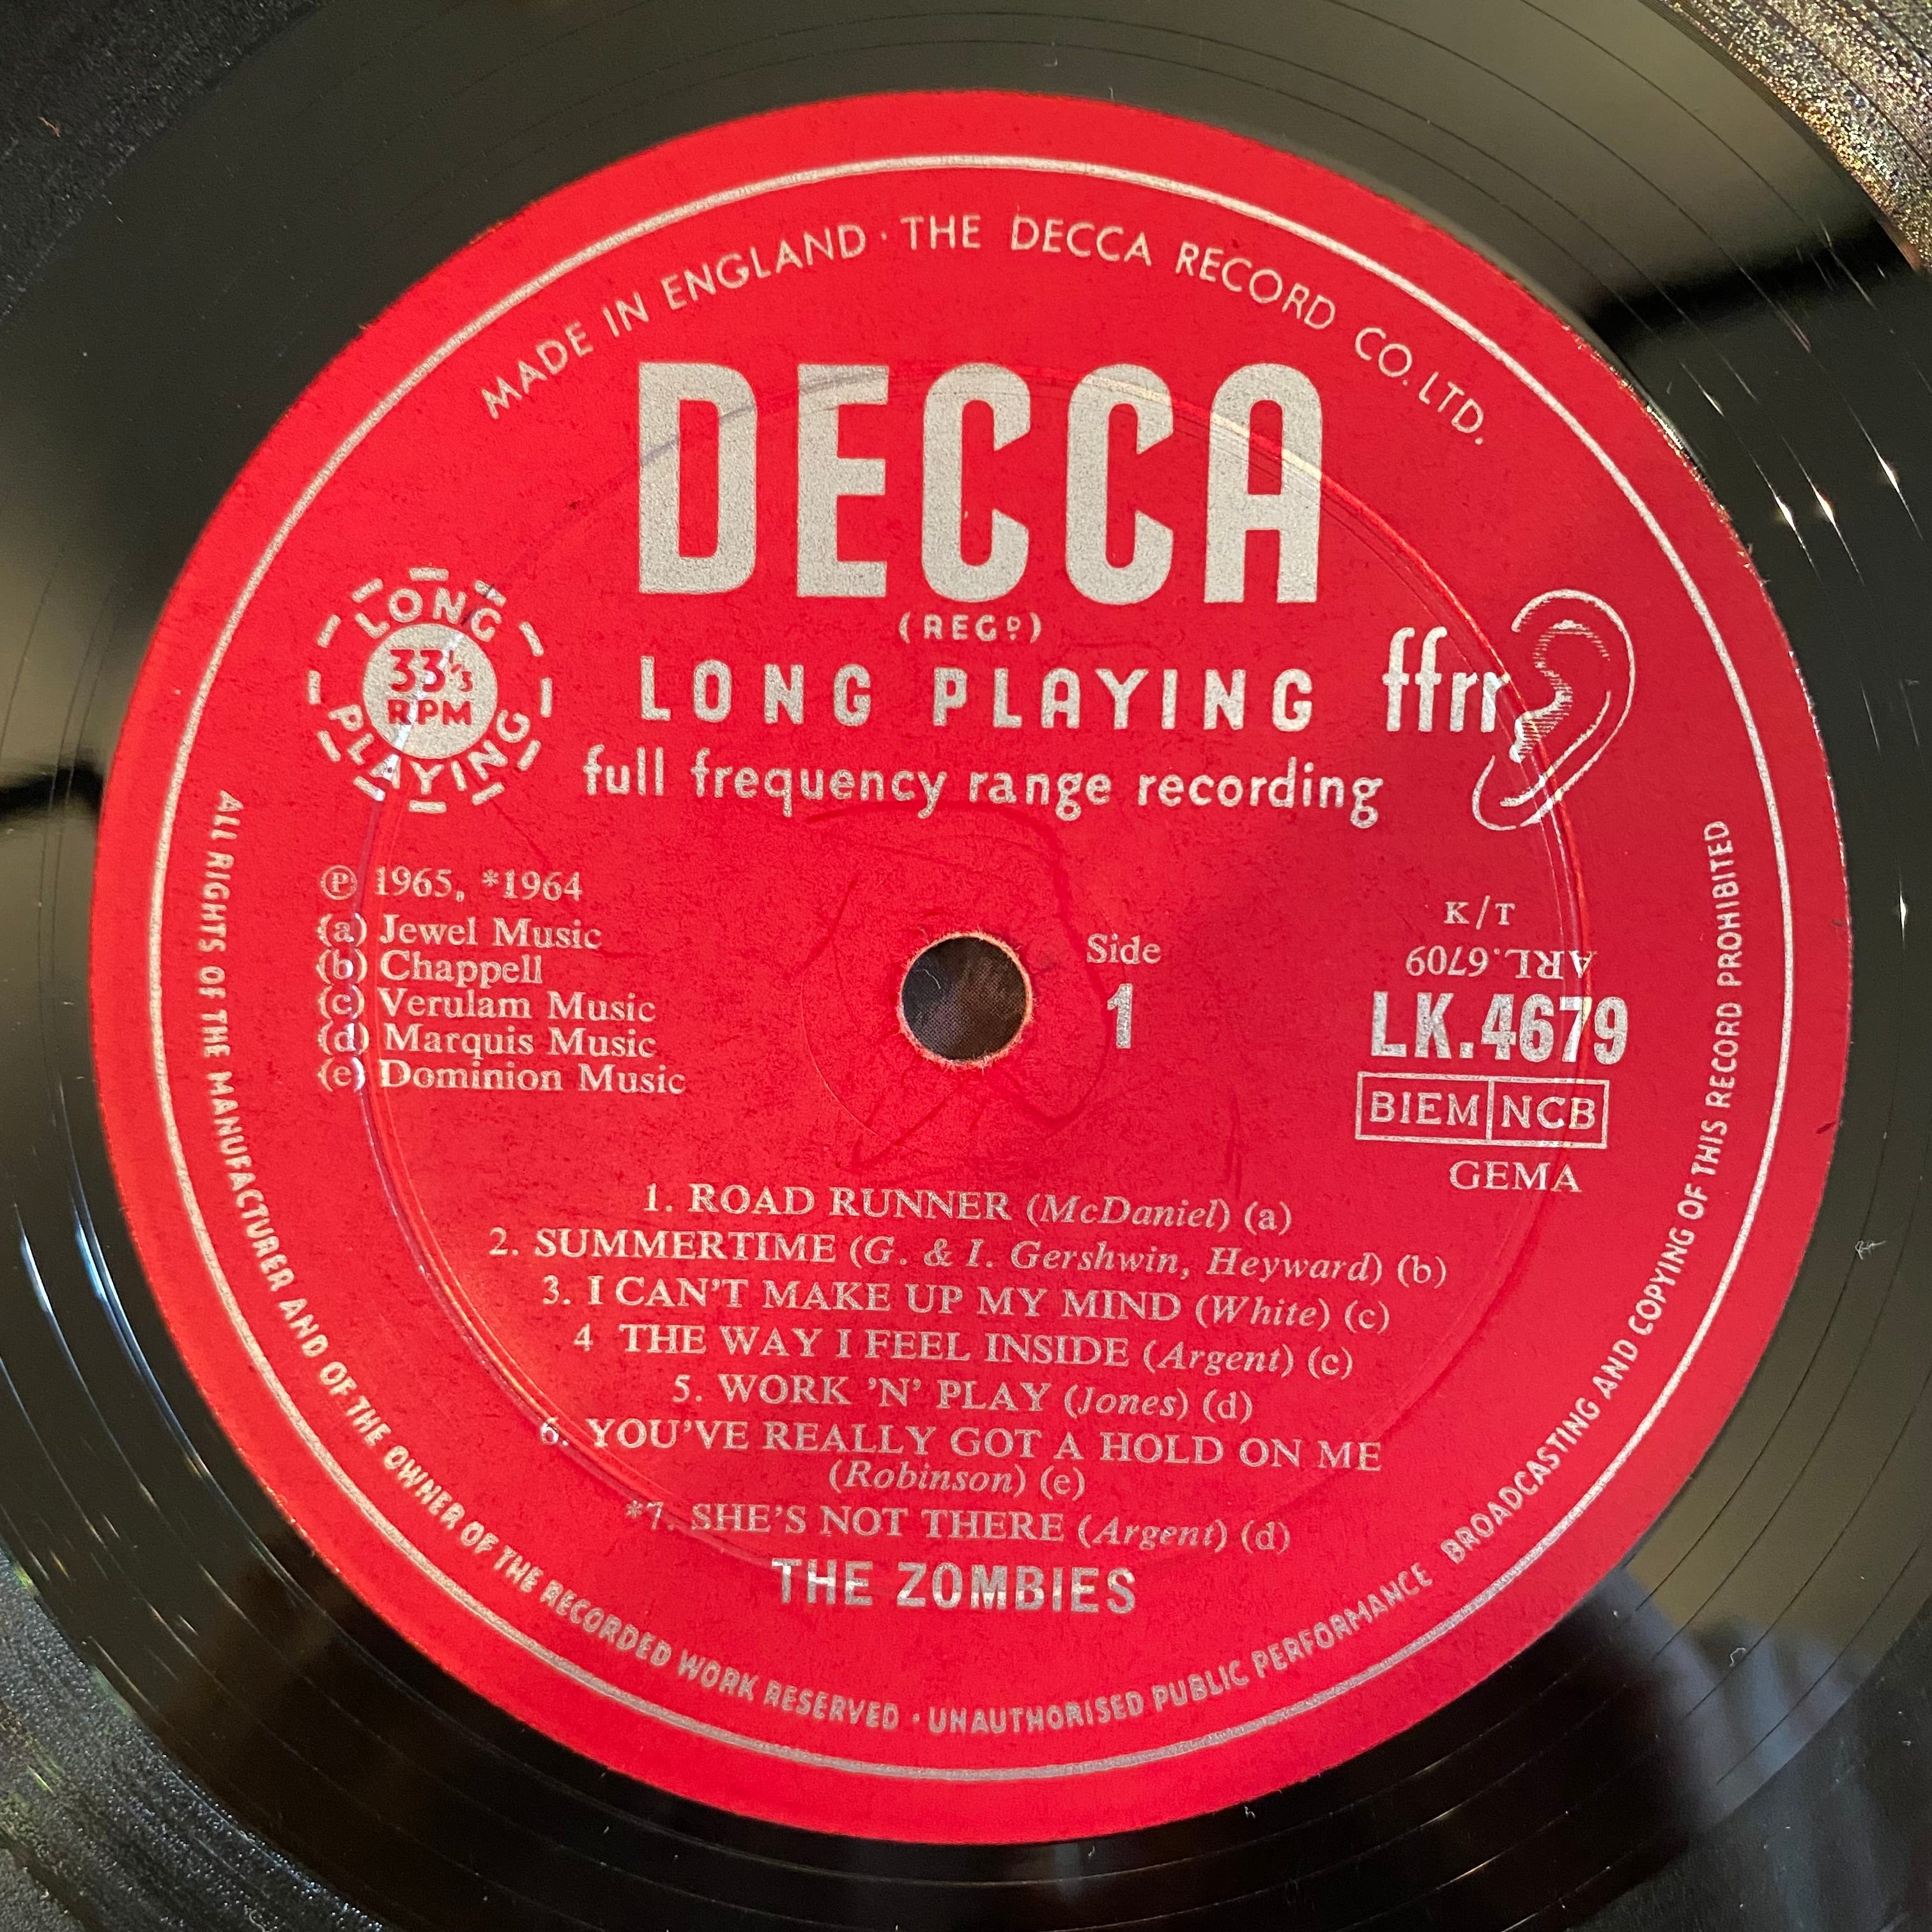 MADE IN ENGLAND · THE DECCA RECORD CO. LTD.
DECCA
(REGD)
LONG PLAYING
33⅓
RPM
LONG PLAYING
ffrr
full frequency range recording
Ⓟ 1965, *1964
(a) Jewel Music
(b) Chappell
(c) Verulam Music
(d) Marquis Music
(e) Dominion Music
Side
1
K/T
ARL.6709
LK.4679
BIEM NCB
GEMA
1. ROAD RUNNER (McDaniel) (a)
2. SUMMERTIME (G. & I. Gershwin, Heyward) (b)
3. I CAN'T MAKE UP MY MIND (White) (c)
4 THE WAY I FEEL INSIDE (Argent) (c)
5. WORK 'N' PLAY (Jones) (d)
6. YOU'VE REALLY GOT A HOLD ON ME
(Robinson) (e)
*7. SHE'S NOT THERE (Argent) (d)
THE ZOMBIES
ALL RIGHTS OF THE MANUFACTURER AND OF THE OWNER OF THE RECORDED WORK RESERVED · UNAUTHORISED PUBLIC PERFORMANCE BROADCASTING AND COPYING OF THIS RECORD PROHIBITED